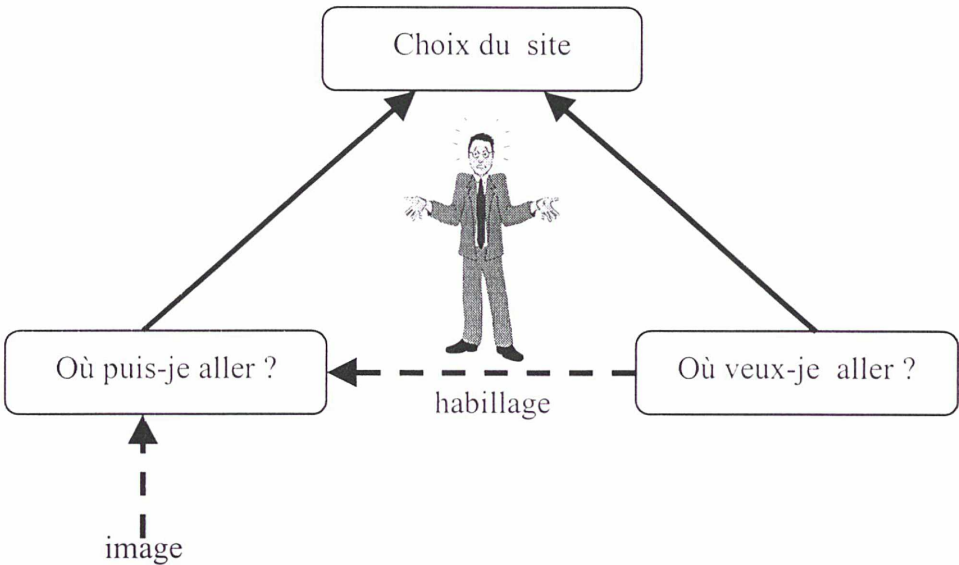 Choix du site
Où puis-je aller ?
Où veux-je aller ?
habillage
image